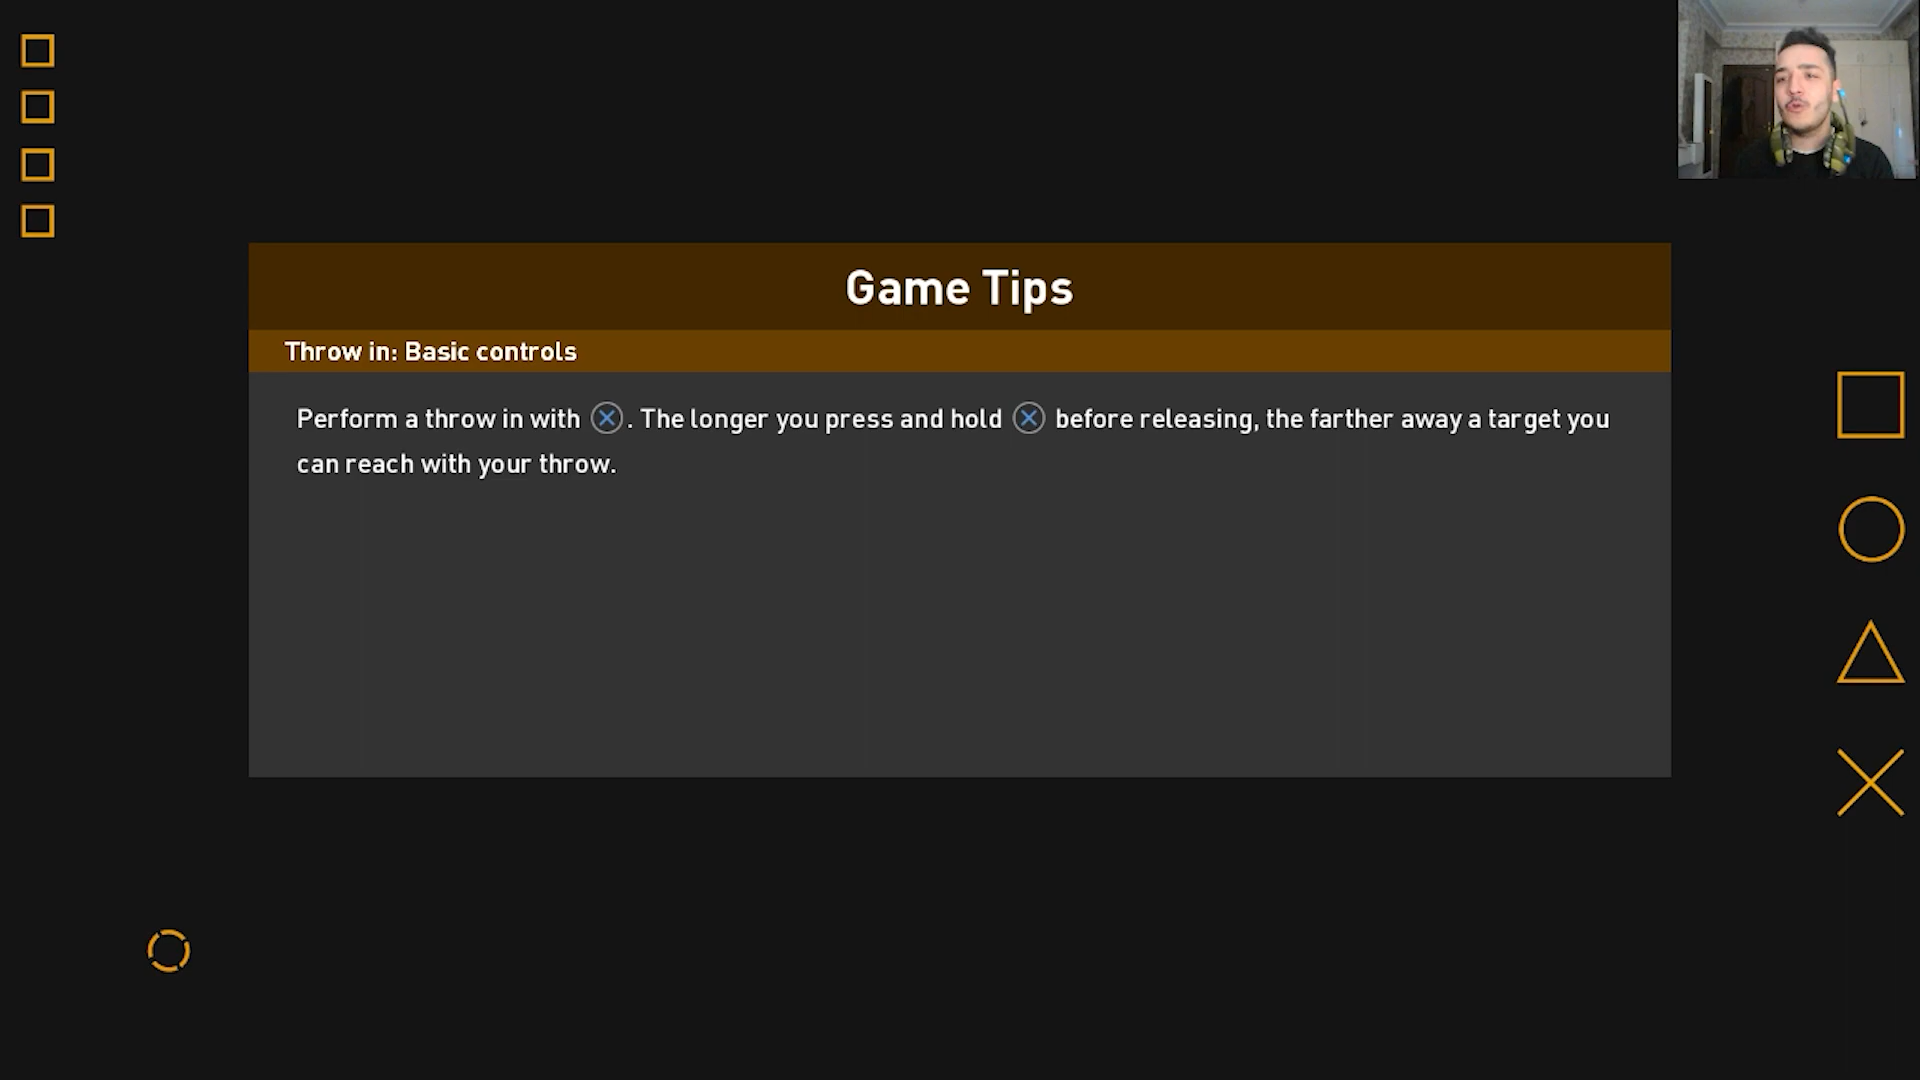 Game Tips
Throw in: Basic controls
Perform a throw in with ⓧ. The longer you press and hold ⓧ before releasing, the farther away a target you
can reach with your throw.